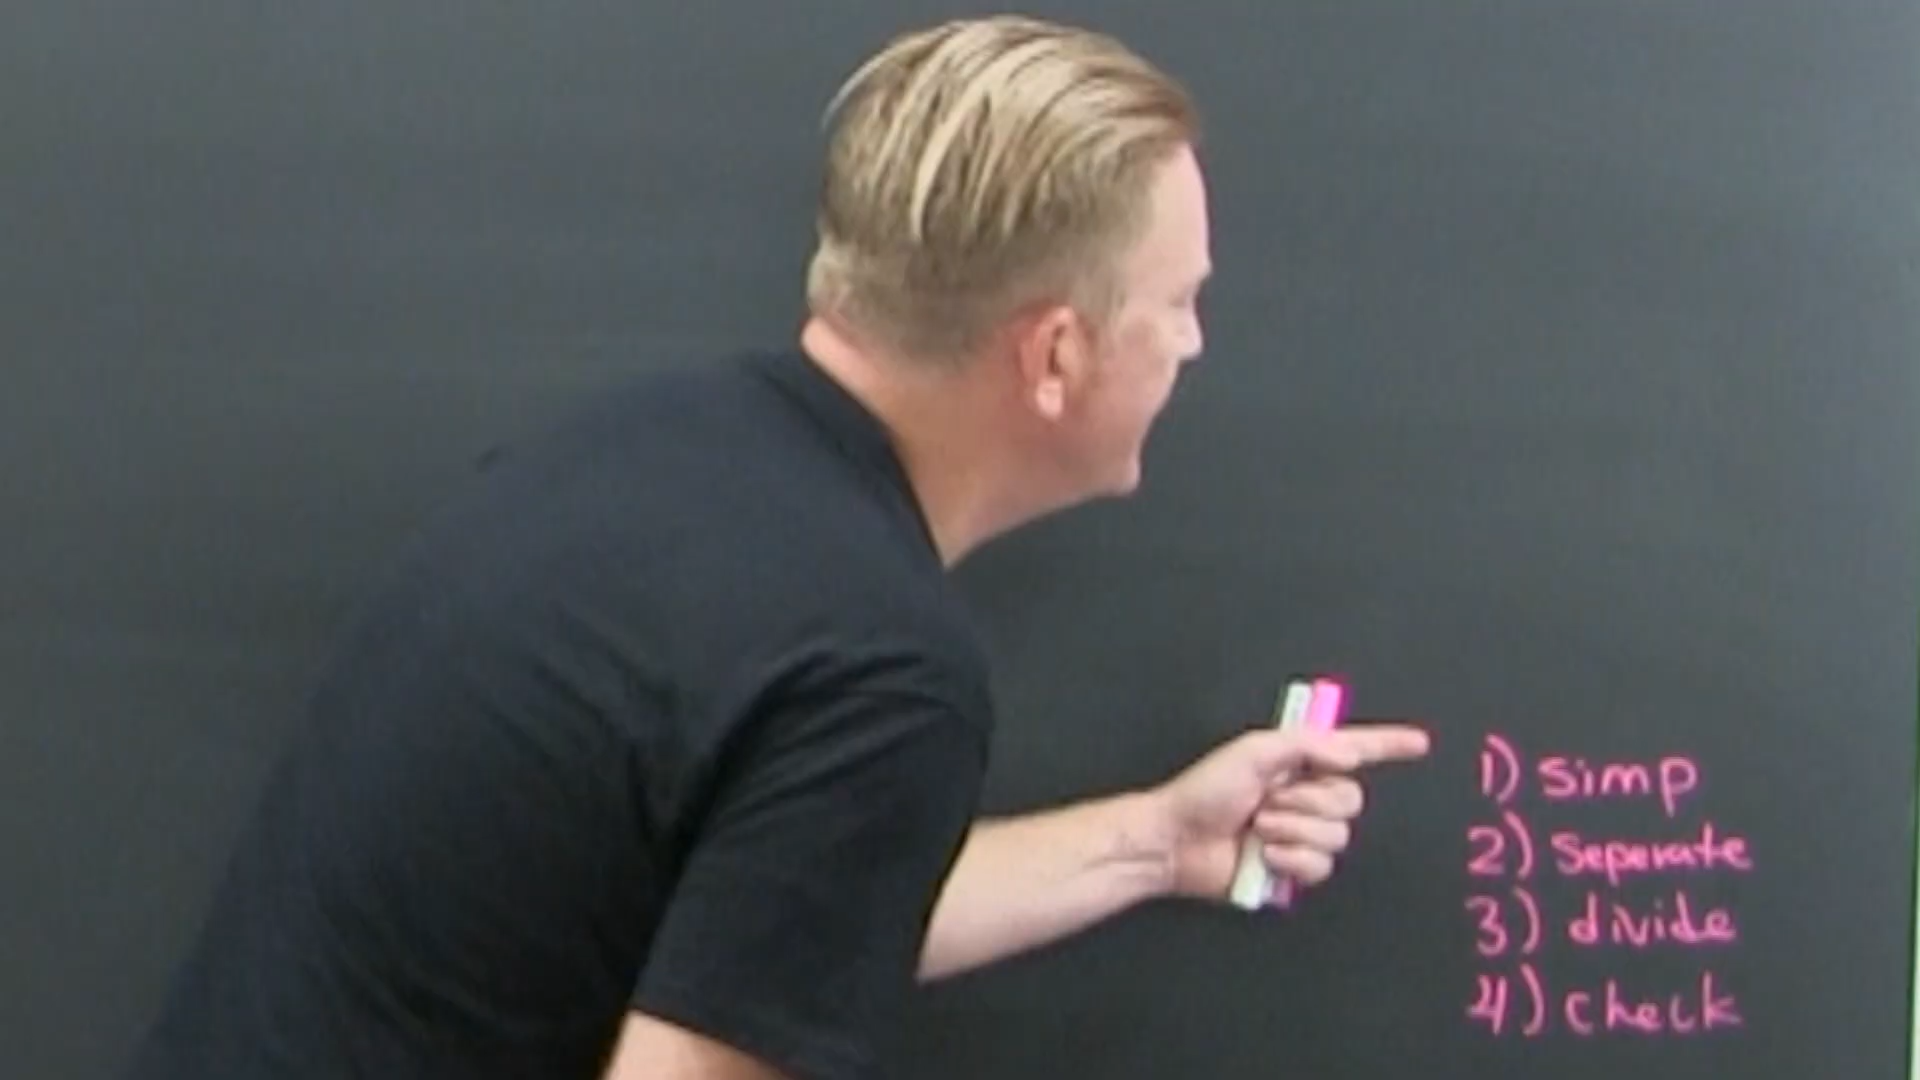 1) simp
2) seperate
3) divide
4) check